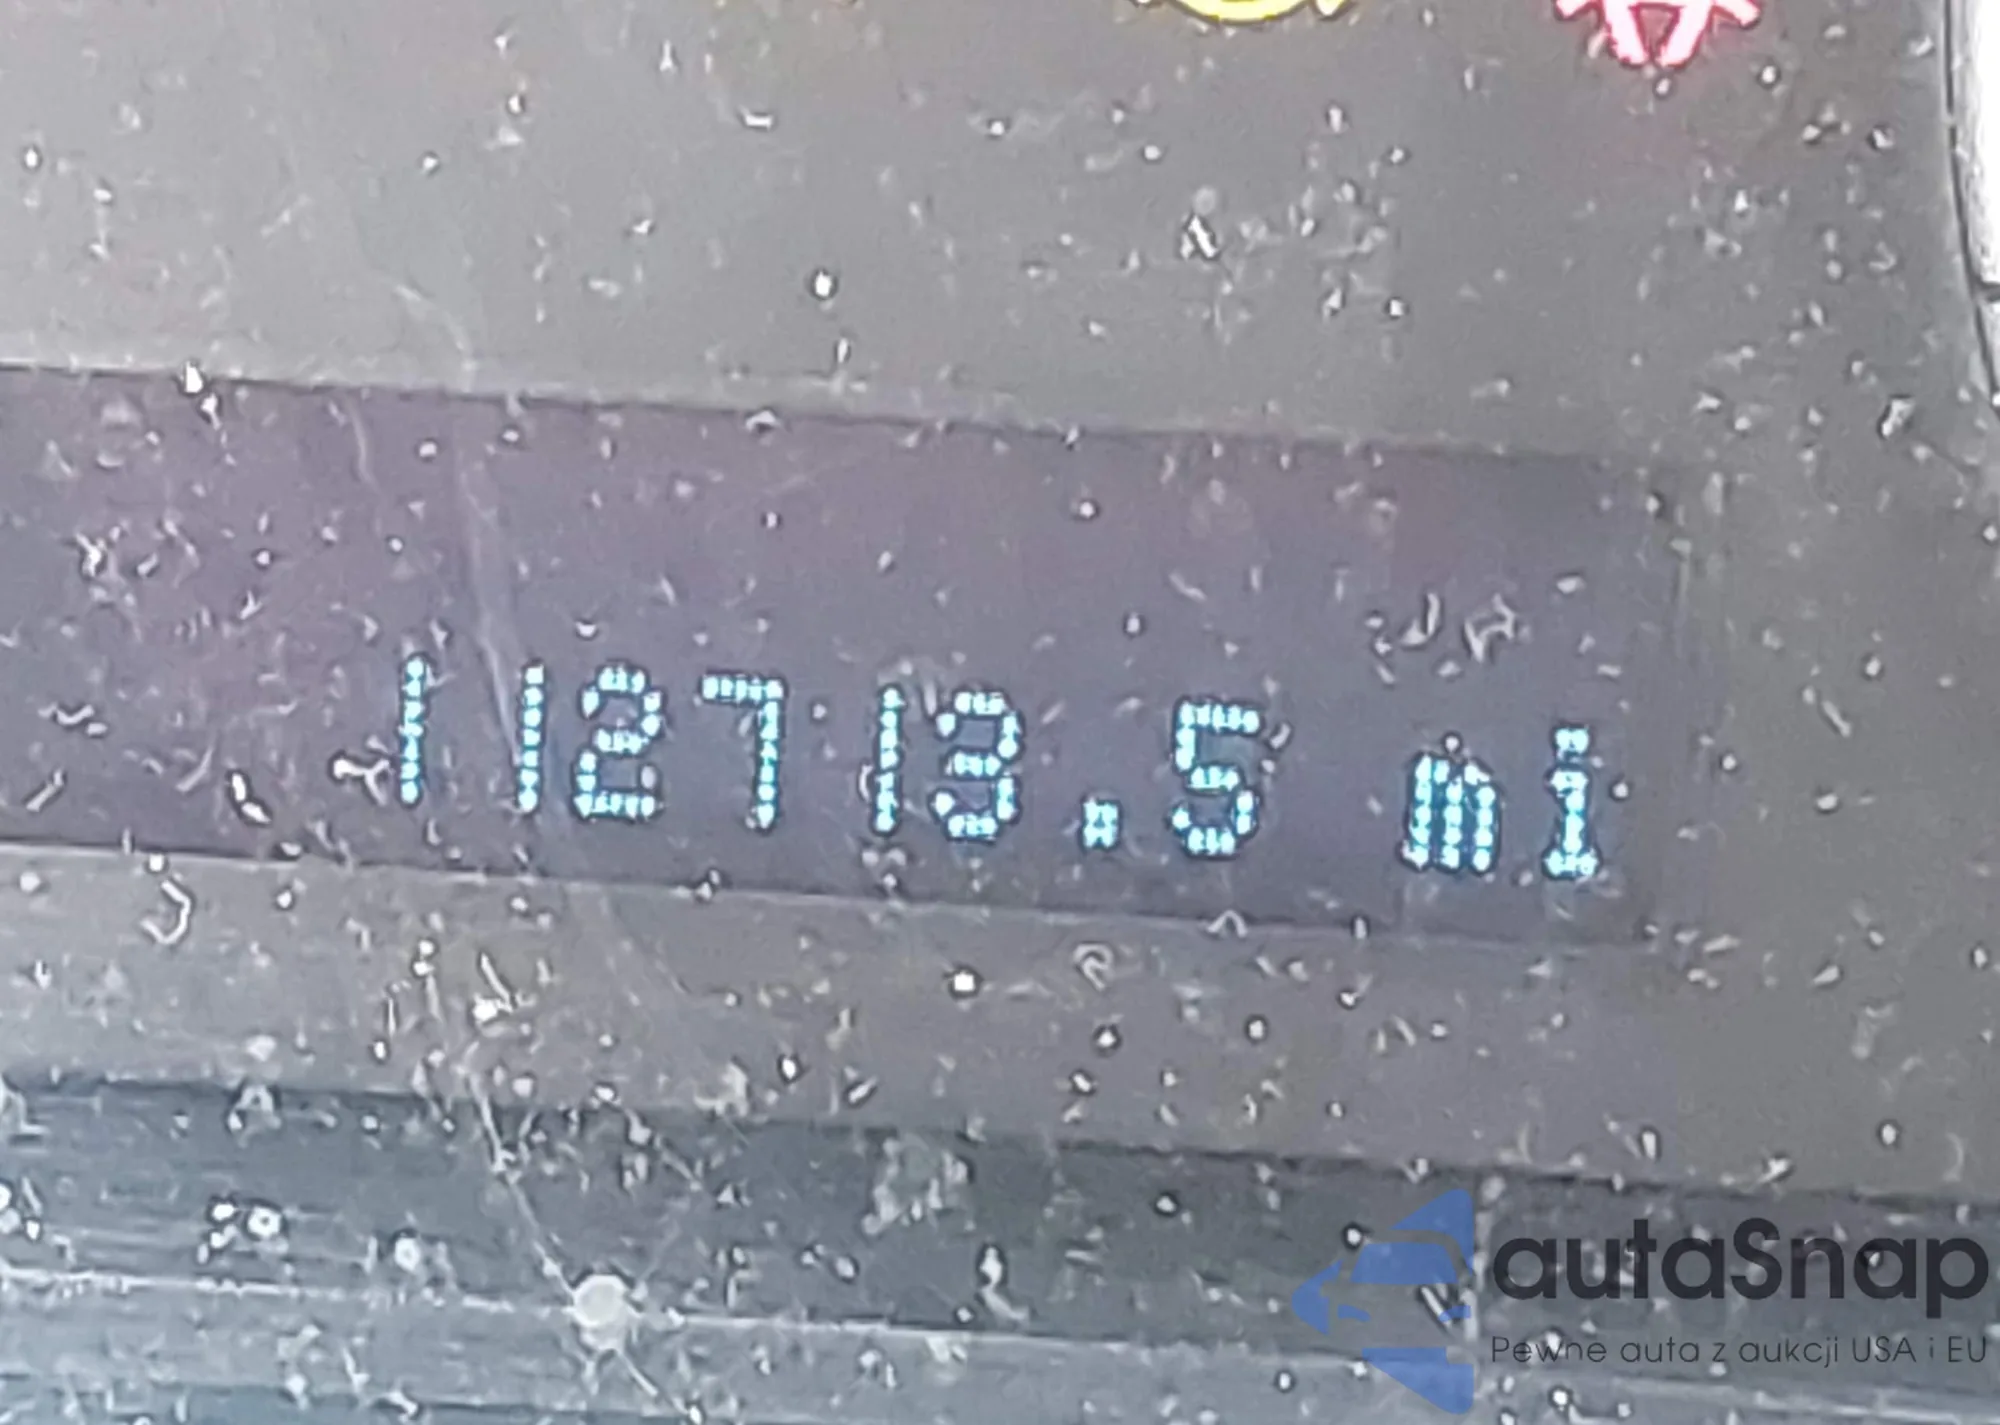 112713.5 mi
autaSnap
Pewne auta z aukcji USA i EU